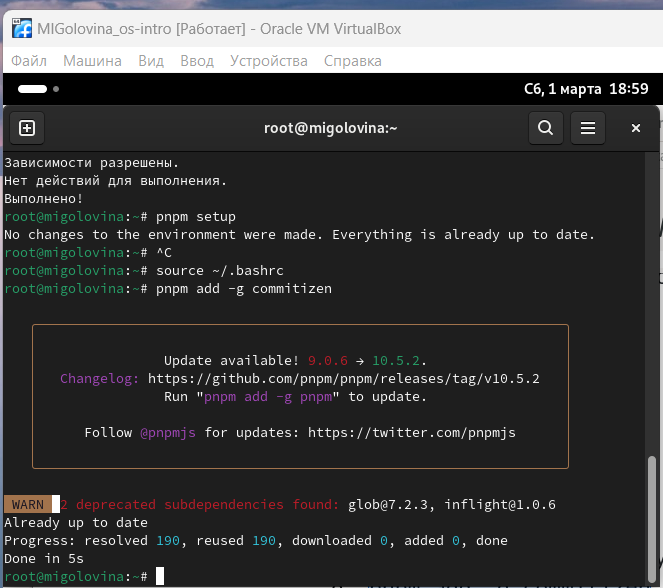 MIGolovina_os-intro [Работает] - Oracle VM VirtualBox
Файл Машина Вид Ввод Устройства Справка
Сб, 1 марта 18:59
root@migolovina:~
Зависимости разрешены.
Нет действий для выполнения.
Выполнено!
root@migolovina:~# pnpm setup
No changes to the environment were made. Everything is already up to date.
root@migolovina:~# ^C
root@migolovina:~# source ~/.bashrc
root@migolovina:~# pnpm add -g commitizen
Update available! 9.0.6 → 10.5.2.
Changelog: https://github.com/pnpm/pnpm/releases/tag/v10.5.2
Run "pnpm add -g pnpm" to update.
Follow @pnpmjs for updates: https://twitter.com/pnpmjs
WARN 2 deprecated subdependencies found: glob@7.2.3, inflight@1.0.6
Already up to date
Progress: resolved 190, reused 190, downloaded 0, added 0, done
Done in 5s
root@migolovina:~#